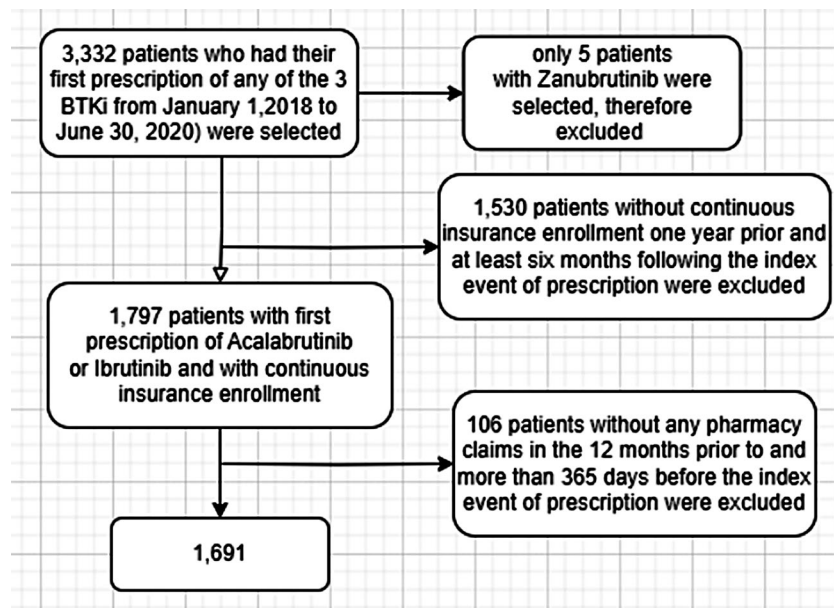 3,332 patients who had their
first prescription of any of the 3
BTKi from January 1,2018 to
June 30, 2020) were selected
only 5 patients
with Zanubrutinib were
selected, therefore
excluded
1,530 patients without continuous
insurance enrollment one year prior and
at least six months following the index
event of prescription were excluded
1,797 patients with first
prescription of Acalabrutinib
or Ibrutinib and with continuous
insurance enrollment
106 patients without any pharmacy
claims in the 12 months prior to and
more than 365 days before the index
event of prescription were excluded
1,691